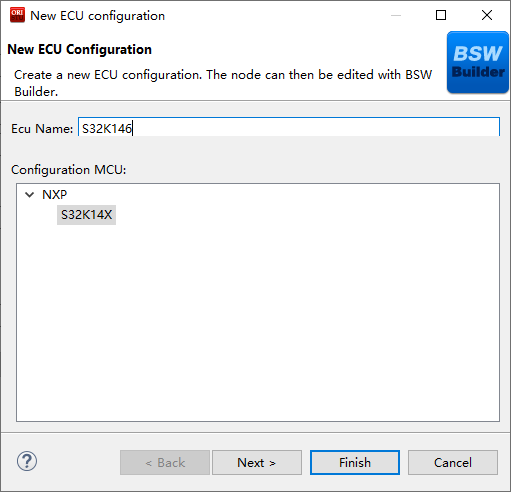 New ECU configuration
New ECU Configuration
Create a new ECU configuration. The node can then be edited with BSW
Builder.
BSW
Builder
Ecu Name: S32K146
Configuration MCU:
NXP
S32K14X
?
< Back Next > Finish Cancel